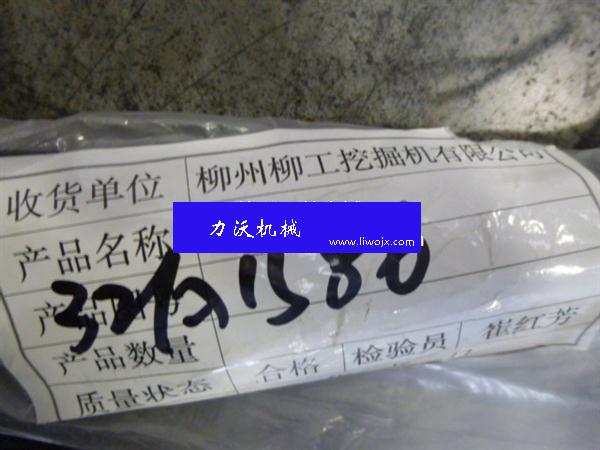 收货单位 柳州柳工挖掘机有限公司
产品名称
力沃机械
www.liwojx.com
产品
产品数量
质量状态 合格 检验员 崔红芳